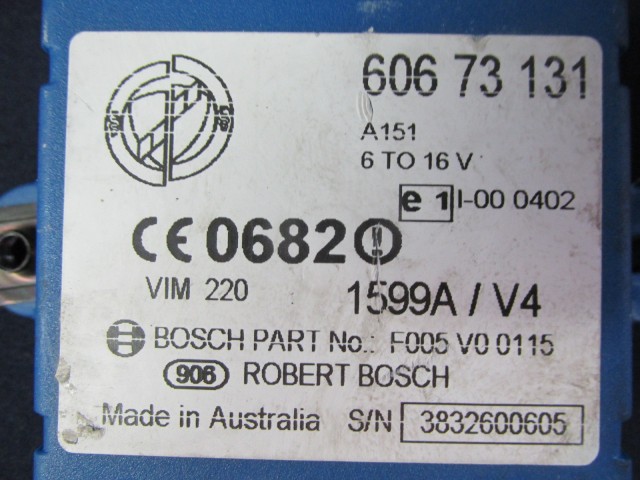 606 73 131
A151
6 TO 16 V
e 1 I-00 0402
CE 0682
VIM 220 1599A / V4
BOSCH PART No.: F005 V0 0115
906 ROBERT BOSCH
Made in Australia S/N 3832600605